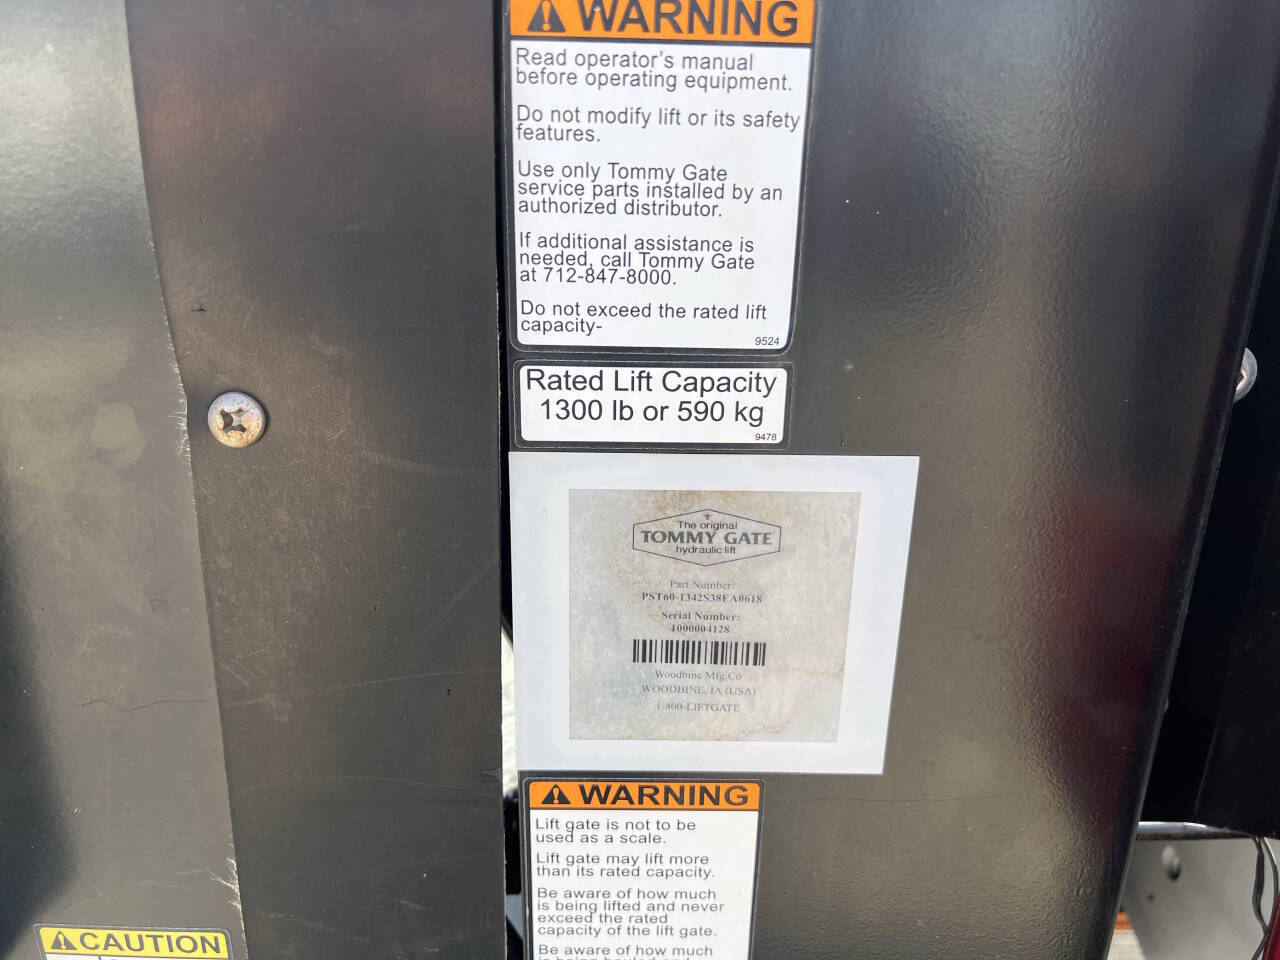 WARNING
Read operator's manual
before operating equipment.
Do not modify lift or its safety
features.
Use only Tommy Gate
service parts installed by an
authorized distributor.
If additional assistance is
needed, call Tommy Gate
at 712-847-8000.
Do not exceed the rated lift
capacity-
9524
Rated Lift Capacity
1300 lb or 590 kg
9478
The original
TOMMY GATE
hydraulic lift
Part Number:
PST60-1342S38EA0618
Serial Number:
1000004128
Woodbine Mfg.Co
WOODBINE, IA (USA)
1-800-LIFTGATE
WARNING
Lift gate is not to be
used as a scale.
Lift gate may lift more
than its rated capacity.
Be aware of how much
is being lifted and never
exceed the rated
capacity of the lift gate.
Be aware of how much
CAUTION